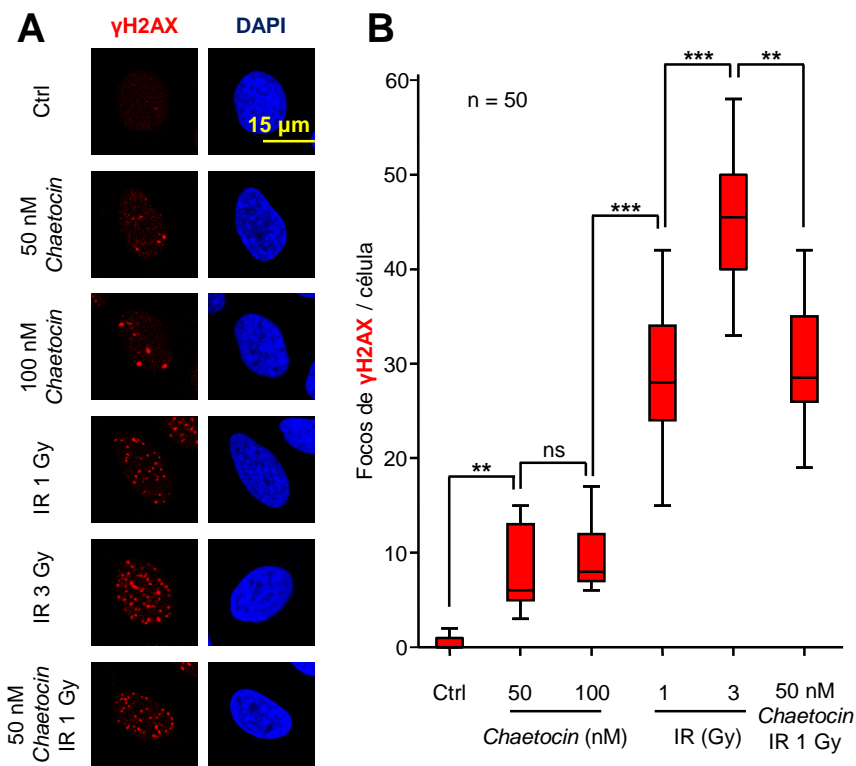 A
γH2AX
DAPI
Ctrl
15 μm
50 nM
Chaetocin
100 nM
Chaetocin
IR 1 Gy
IR 3 Gy
50 nM
Chaetocin
IR 1 Gy
B
n = 50
Focos de γH2AX / célula
60
50
40
30
20
10
0
**
ns
***
***
**
Ctrl
50
100
1
3
Chaetocin (nM)
IR (Gy)
50 nM
Chaetocin
IR 1 Gy